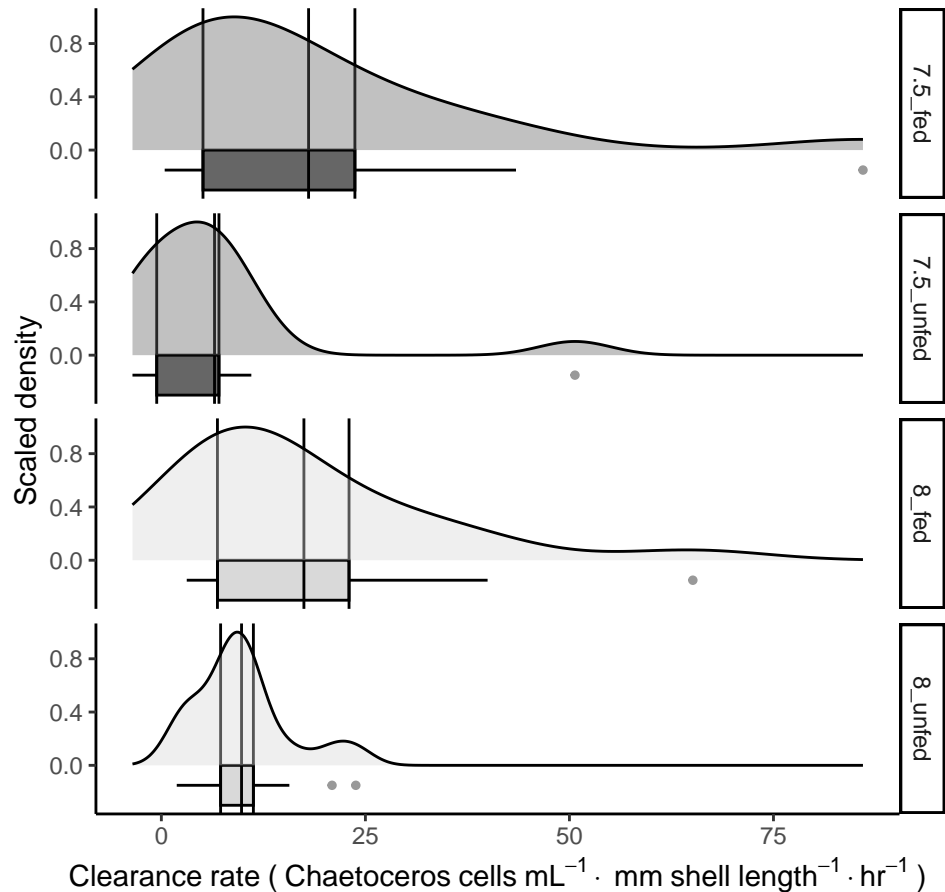 Scaled density
0.8
0.4
0.0
7.5_fed
0.8
0.4
0.0
7.5_unfed
0.8
0.4
0.0
8_fed
0.8
0.4
0.0
8_unfed
0 25 50 75
Clearance rate ( Chaetoceros cells mL⁻¹ · mm shell length⁻¹ · hr⁻¹ )